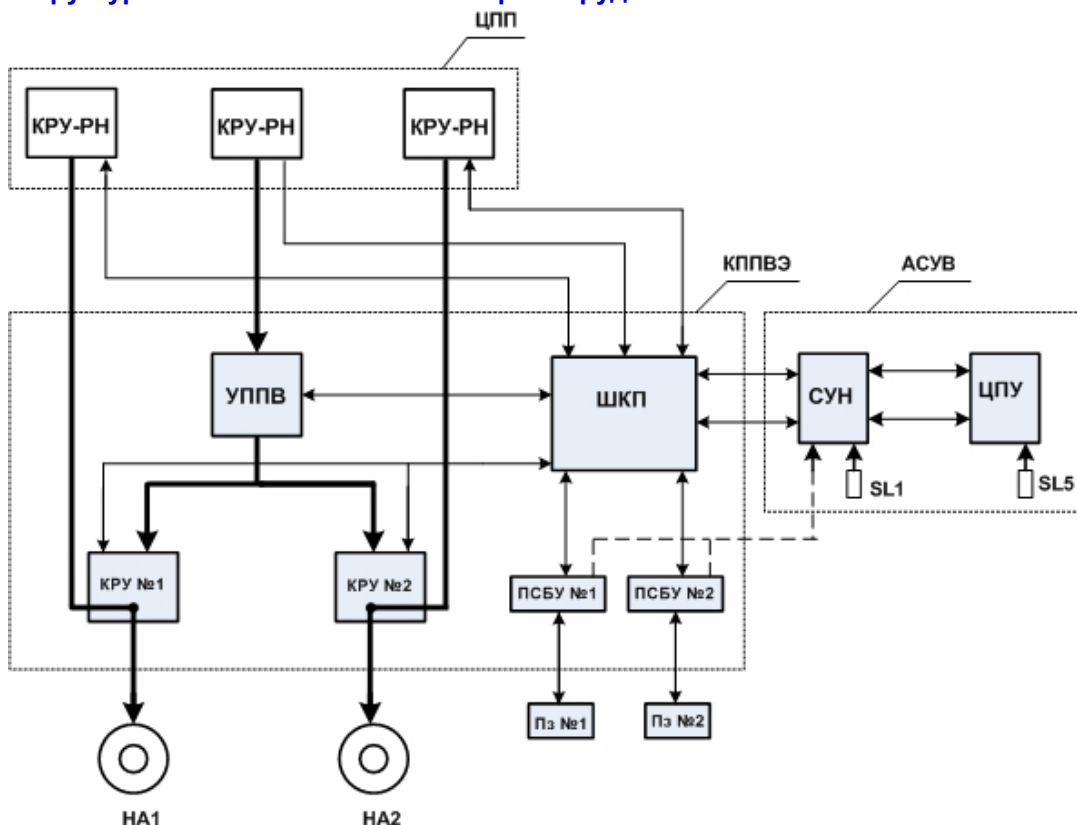 ЦПП
КРУ-РН
КРУ-РН
КРУ-РН
КППВЭ
АСУВ
УППВ
ШКП
СУН
ЦПУ
SL1
SL5
КРУ №1
КРУ №2
ПСБУ №1
ПСБУ №2
Пз №1
Пз №2
НА1
НА2